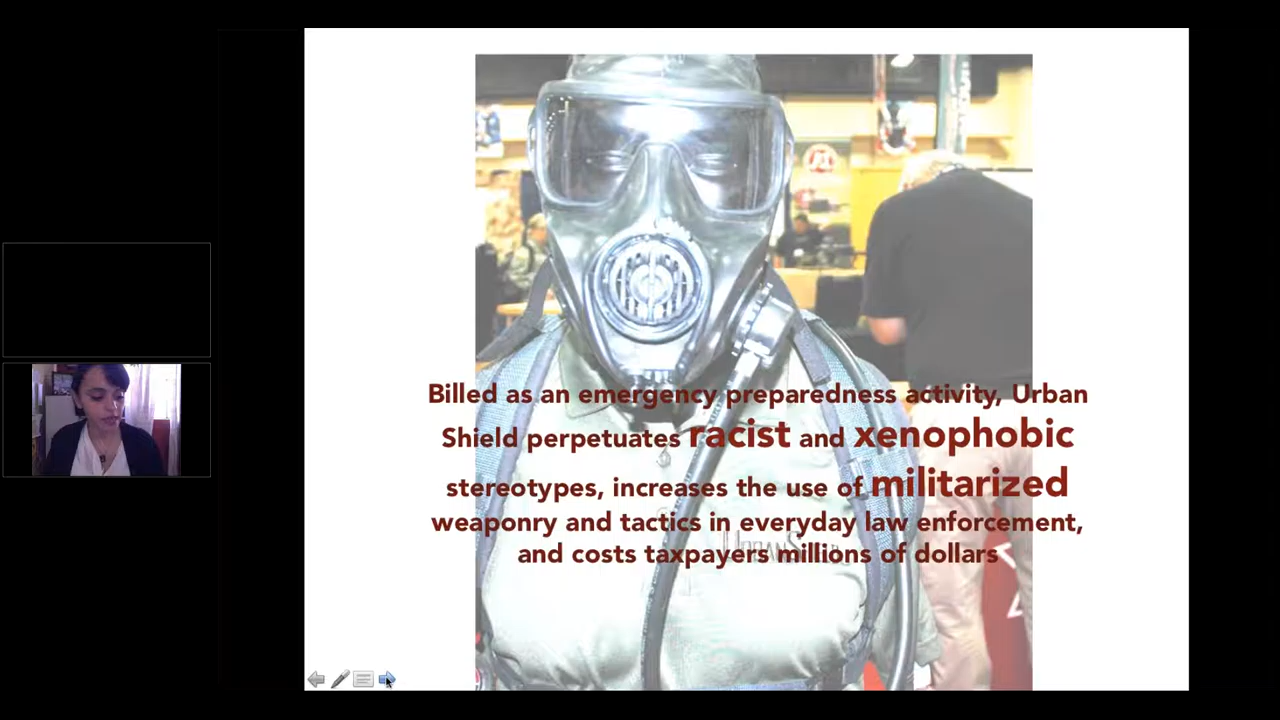 Billed as an emergency preparedness activity, Urban
Shield perpetuates racist and xenophobic
stereotypes, increases the use of militarized
weaponry and tactics in everyday law enforcement,
and costs taxpayers millions of dollars